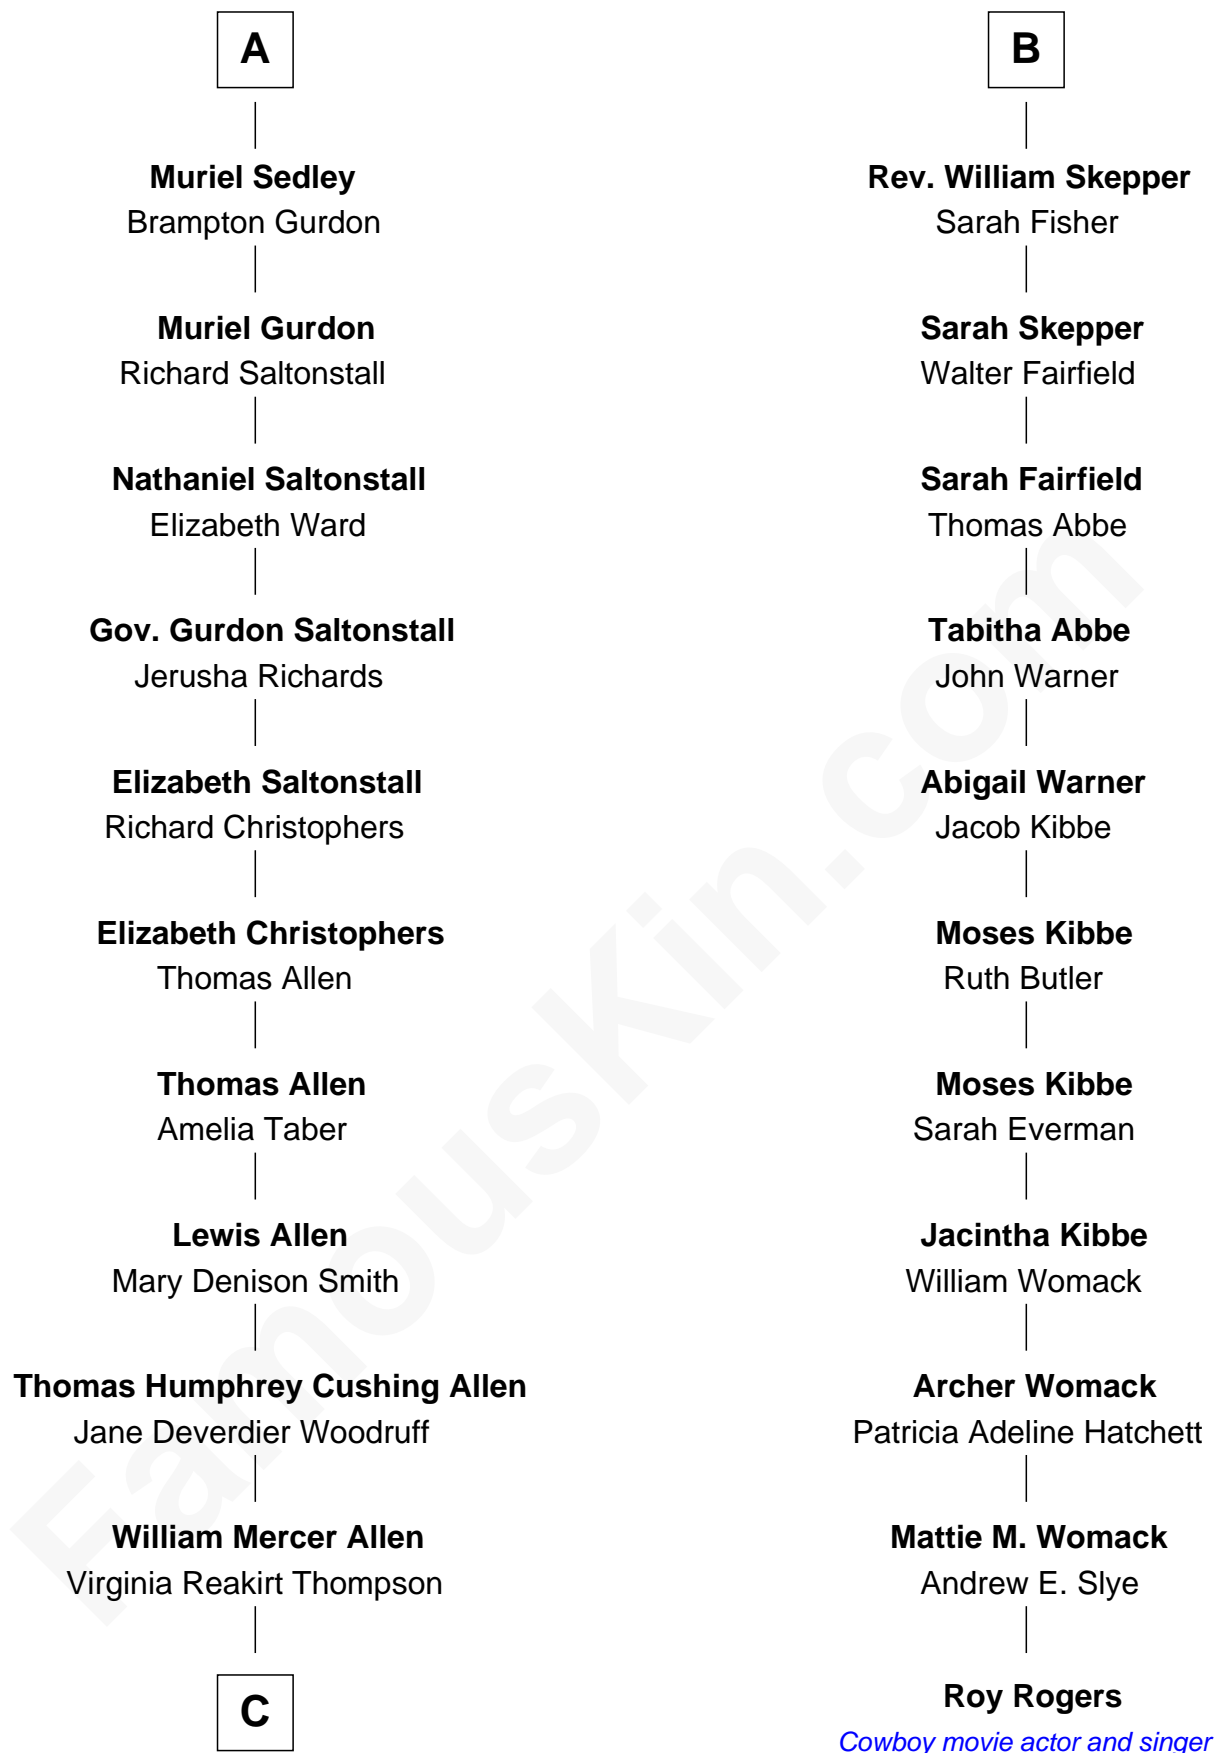 A
Muriel Sedley
Brampton Gurdon
Muriel Gurdon
Richard Saltonstall
Nathaniel Saltonstall
Elizabeth Ward
Gov. Gurdon Saltonstall
Jerusha Richards
Elizabeth Saltonstall
Richard Christophers
Elizabeth Christophers
Thomas Allen
Thomas Allen
Amelia Taber
Lewis Allen
Mary Denison Smith
Thomas Humphrey Cushing Allen
Jane Deverdier Woodruff
William Mercer Allen
Virginia Reakirt Thompson
C
B
Rev. William Skepper
Sarah Fisher
Sarah Skepper
Walter Fairfield
Sarah Fairfield
Thomas Abbe
Tabitha Abbe
John Warner
Abigail Warner
Jacob Kibbe
Moses Kibbe
Ruth Butler
Moses Kibbe
Sarah Everman
Jacintha Kibbe
William Womack
Archer Womack
Patricia Adeline Hatchett
Mattie M. Womack
Andrew E. Slye
Roy Rogers
Cowboy movie actor and singer
FamousKin.com